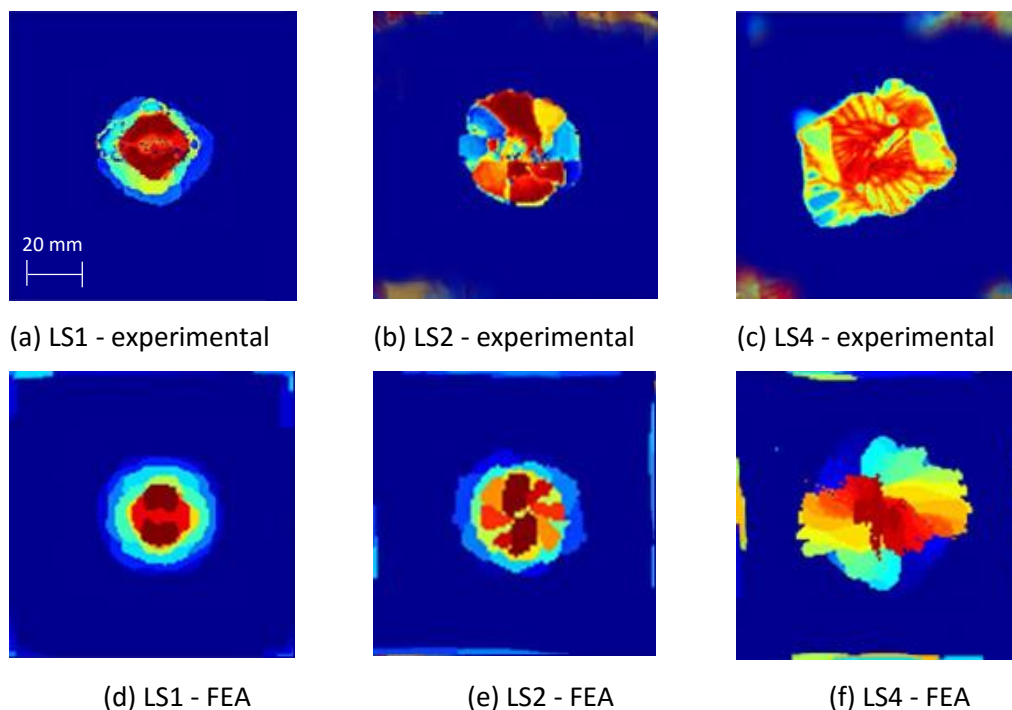 20 mm
(a) LS1 - experimental
(b) LS2 - experimental
(c) LS4 - experimental
(d) LS1 - FEA
(e) LS2 - FEA
(f) LS4 - FEA